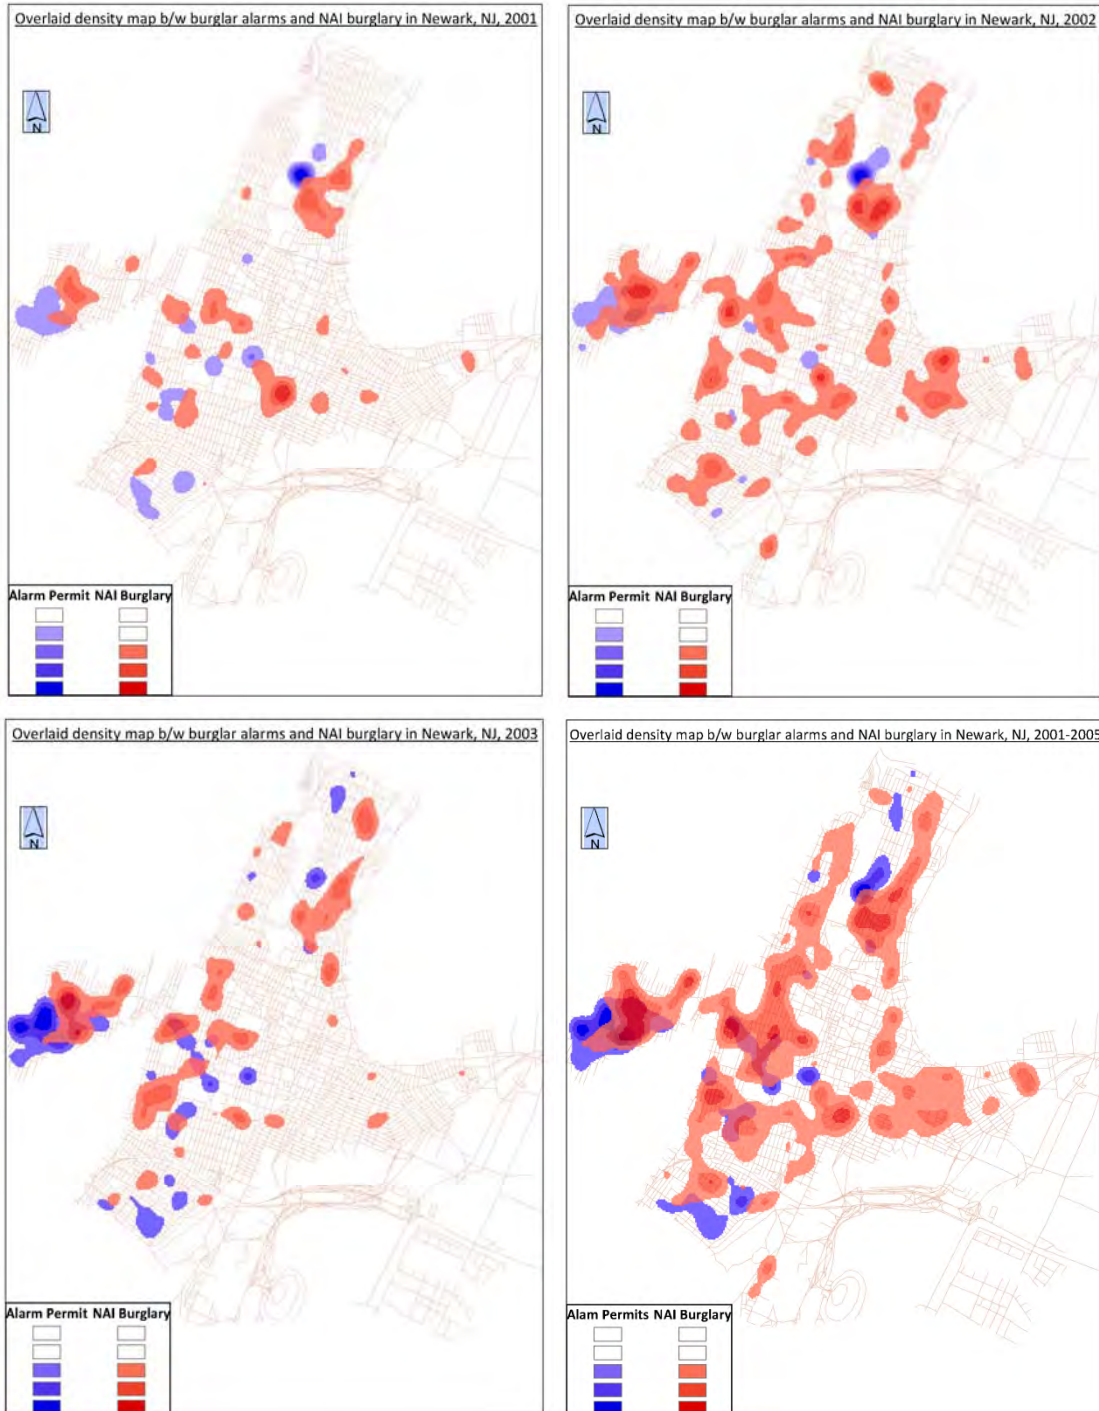 Overlaid density map b/w burglar alarms and NAI burglary in Newark, NJ, 2001
N
Alarm Permit NAI Burglary
Overlaid density map b/w burglar alarms and NAI burglary in Newark, NJ, 2002
N
Alarm Permit NAI Burglary
Overlaid density map b/w burglar alarms and NAI burglary in Newark, NJ, 2003
N
Alarm Permit NAI Burglary
Overlaid density map b/w burglar alarms and NAI burglary in Newark, NJ, 2001-2005
N
Alam Permits NAI Burglary